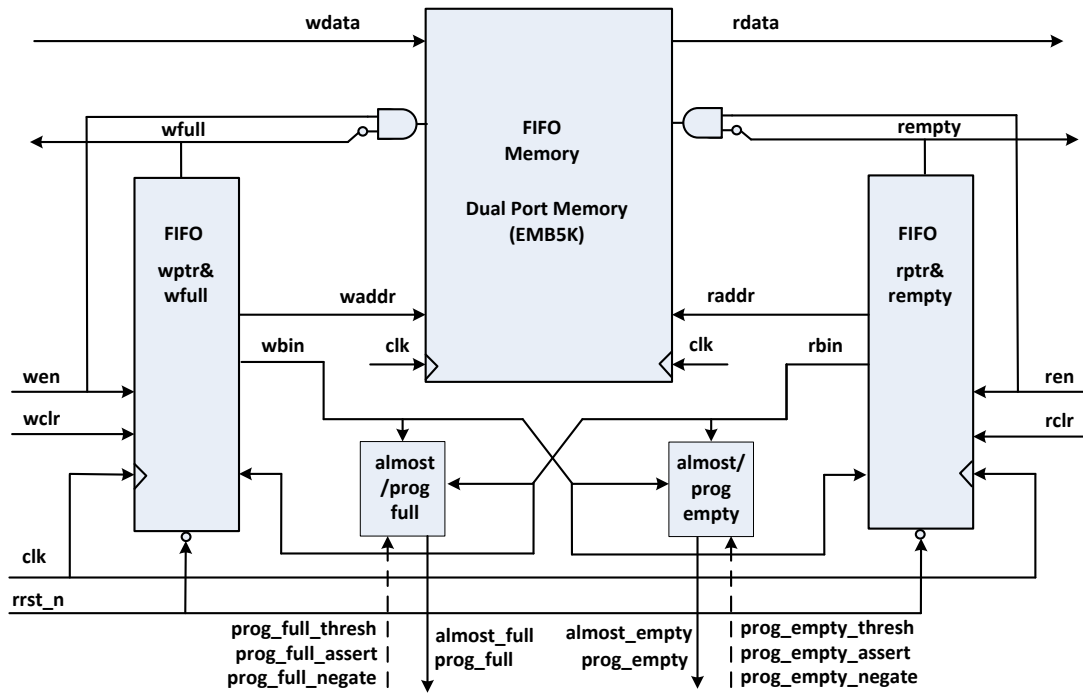 wdata
rdata
wfull
rempty
FIFO
Memory
Dual Port Memory
(EMB5K)
FIFO
wptr&
wfull
FIFO
rptr&
rempty
waddr
raddr
wbin
clk
clk
rbin
wen
ren
wclr
rclr
almost
/prog
full
almost/
prog
empty
clk
rrst_n
prog_full_thresh
prog_full_assert
prog_full_negate
almost_full
prog_full
almost_empty
prog_empty
prog_empty_thresh
prog_empty_assert
prog_empty_negate